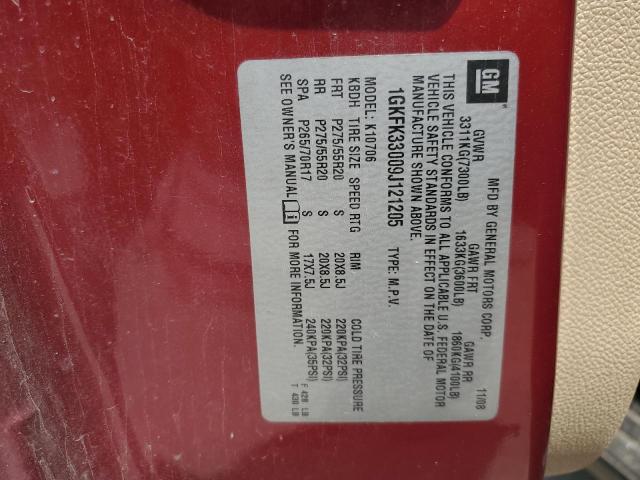 GM
MFD BY GENERAL MOTORS CORP. 11/08
GVWR GAWR FRT GAWR RR
3311KG(7300LB) 1633KG(3600LB) 1860KG(4100LB)
THIS VEHICLE CONFORMS TO ALL APPLICABLE U.S. FEDERAL MOTOR
VEHICLE SAFETY STANDARDS IN EFFECT ON THE DATE OF
MANUFACTURE SHOWN ABOVE.
1GKFK33009J121205 TYPE: M.P.V.
MODEL: K10706
KBDH TIRE SIZE SPEED RTG RIM COLD TIRE PRESSURE
FRT P275/55R20 S 20X8.5J 220KPA(32PSI)
RR P275/55R20 S 20X8.5J 220KPA(32PSI)
SPA P265/70R17 S 17X7.5J 240KPA(35PSI)
SEE OWNER'S MANUAL FOR MORE INFORMATION.
F 428 LB
T 430 LB